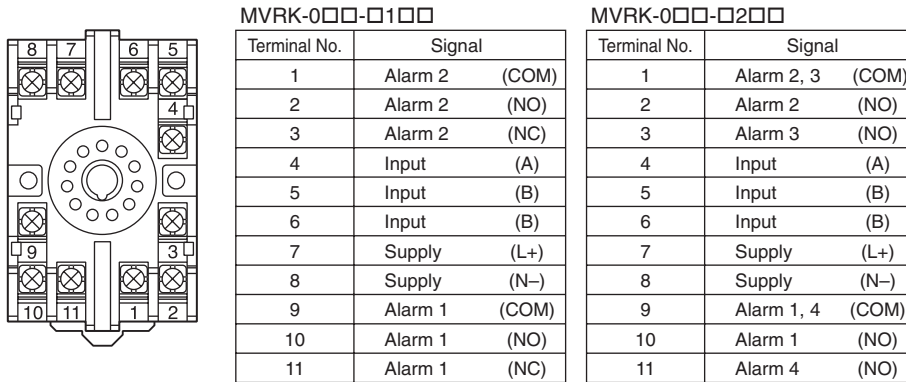 MVRK-0□□-□1□□
Terminal No. Signal
1 Alarm 2 (COM)
2 Alarm 2 (NO)
3 Alarm 2 (NC)
4 Input (A)
5 Input (B)
6 Input (B)
7 Supply (L+)
8 Supply (N–)
9 Alarm 1 (COM)
10 Alarm 1 (NO)
11 Alarm 1 (NC)
MVRK-0□□-□2□□
Terminal No. Signal
1 Alarm 2, 3 (COM)
2 Alarm 2 (NO)
3 Alarm 3 (NO)
4 Input (A)
5 Input (B)
6 Input (B)
7 Supply (L+)
8 Supply (N–)
9 Alarm 1, 4 (COM)
10 Alarm 1 (NO)
11 Alarm 4 (NO)
8 7 6 5
4
9 3
10 11 1 2